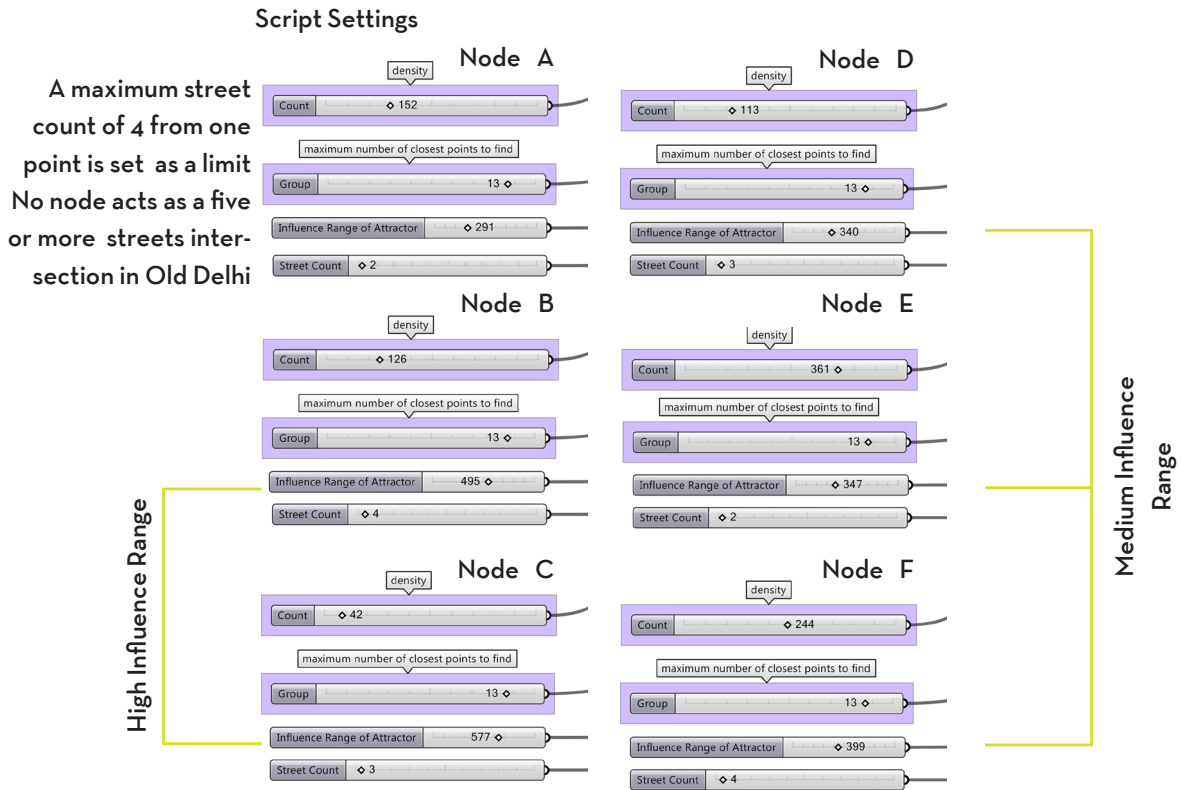 Script Settings
A maximum street
count of 4 from one
point is set as a limit
No node acts as a five
or more streets inter-
section in Old Delhi
Node A
density
Count 152
maximum number of closest points to find
Group 13
Influence Range of Attractor 291
Street Count 2
Node B
density
Count 126
maximum number of closest points to find
Group 13
Influence Range of Attractor 495
Street Count 4
Node C
density
Count 42
maximum number of closest points to find
Group 13
Influence Range of Attractor 577
Street Count 3
High Influence Range
Node D
density
Count 113
maximum number of closest points to find
Group 13
Influence Range of Attractor 340
Street Count 3
Node E
density
Count 361
maximum number of closest points to find
Group 13
Influence Range of Attractor 347
Street Count 2
Node F
density
Count 244
maximum number of closest points to find
Group 13
Influence Range of Attractor 399
Street Count 4
Medium Influence
Range